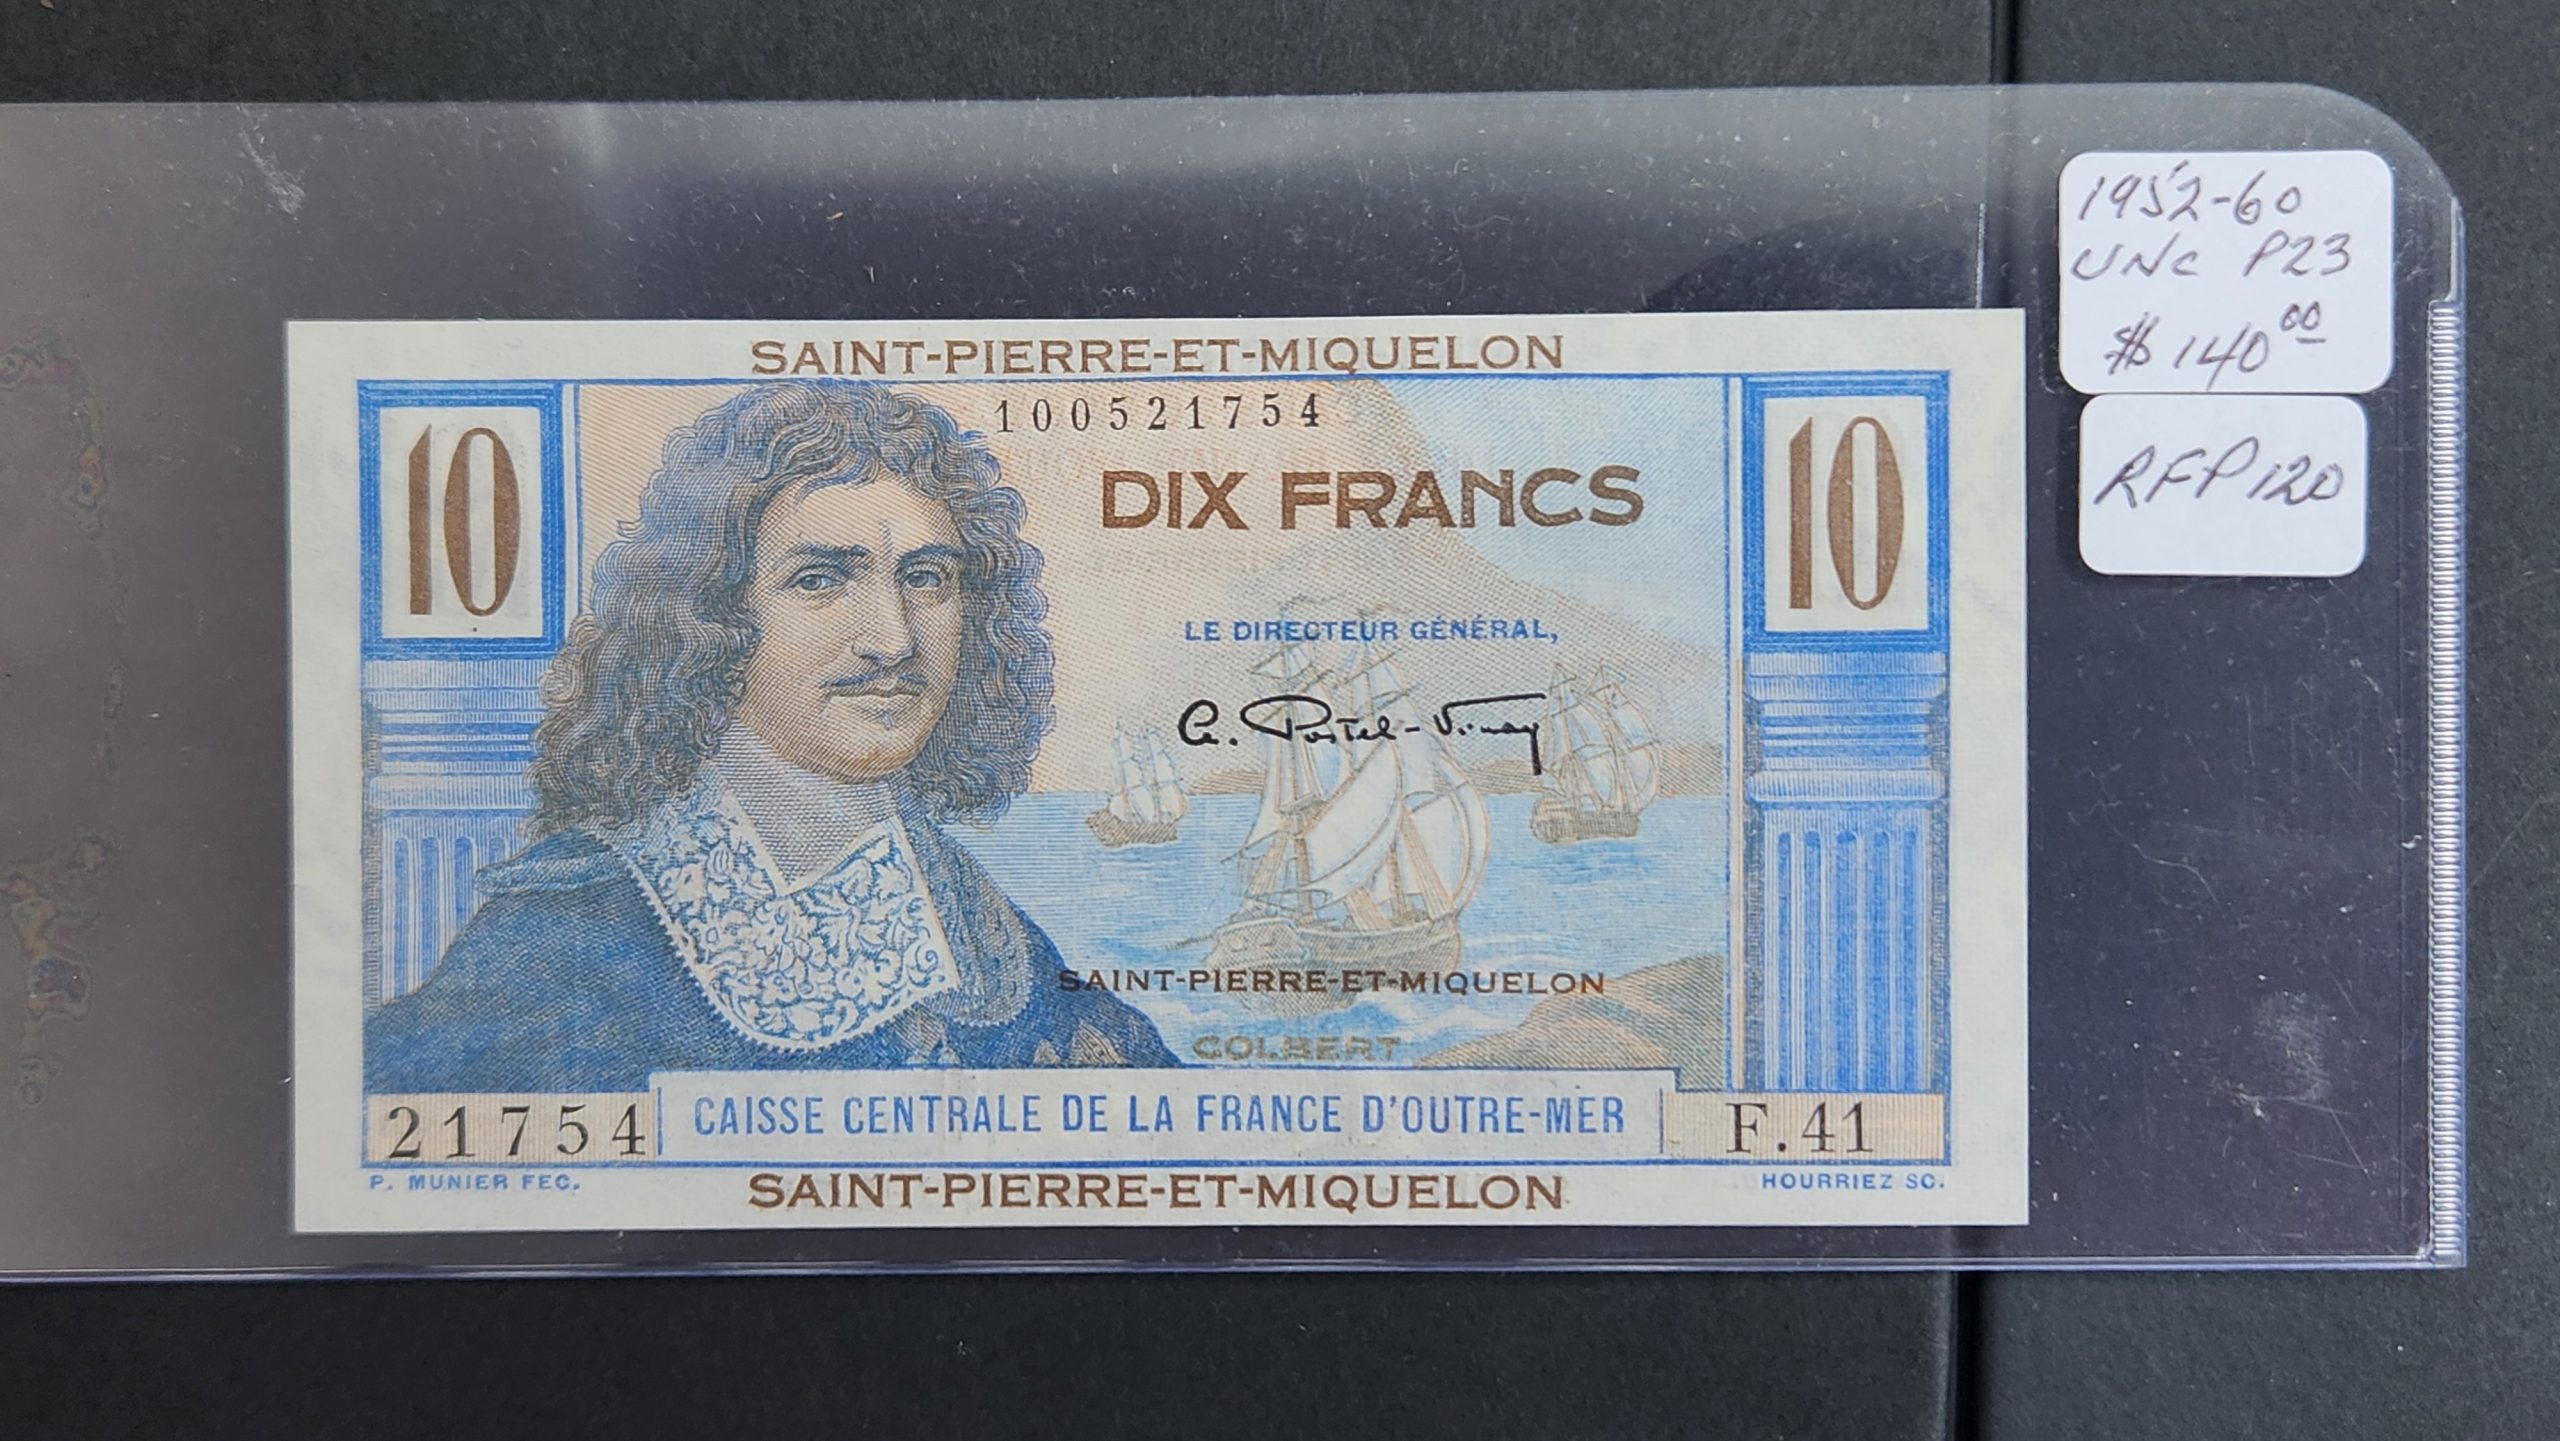 1952-60
UNC P23
$140.00
RFP120
SAINT-PIERRE-ET-MIQUELON
10
100521754
10
DIX FRANCS
LE DIRECTEUR GÉNÉRAL,
A. Postel-Vinay
SAINT-PIERRE-ET-MIQUELON
COLBERT
21754
CAISSE CENTRALE DE LA FRANCE D'OUTRE-MER
F.41
P. MUNIER FEC.
SAINT-PIERRE-ET-MIQUELON
HOURRIEZ SC.